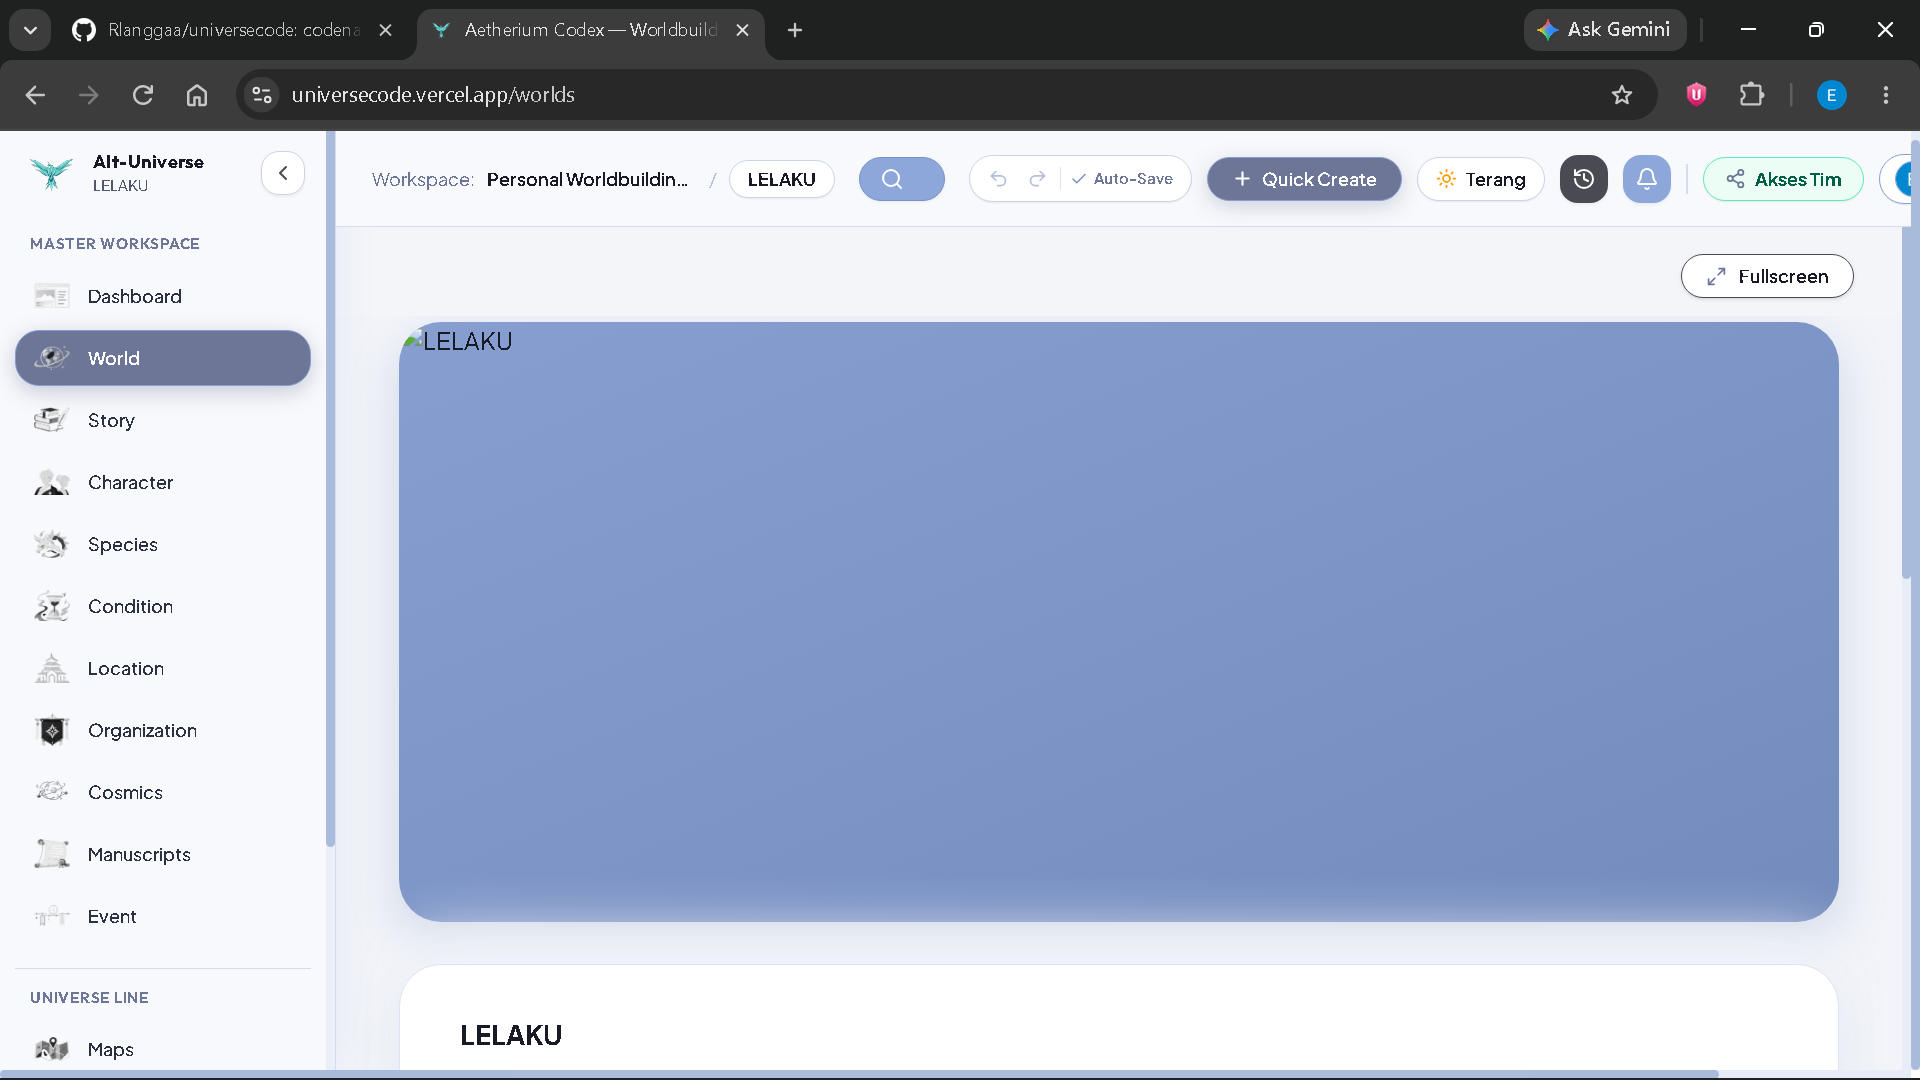 Rlanggaa/universecode: codena
Aetherium Codex — Worldbuild
Ask Gemini
universecode.vercel.app/worlds
E
Alt-Universe
LELAKU
Workspace: Personal Worldbuildin... / LELAKU
Auto-Save
Quick Create
Terang
Akses Tim
MASTER WORKSPACE
Dashboard
World
Story
Character
Species
Condition
Location
Organization
Cosmics
Manuscripts
Event
UNIVERSE LINE
Maps
Fullscreen
LELAKU
LELAKU